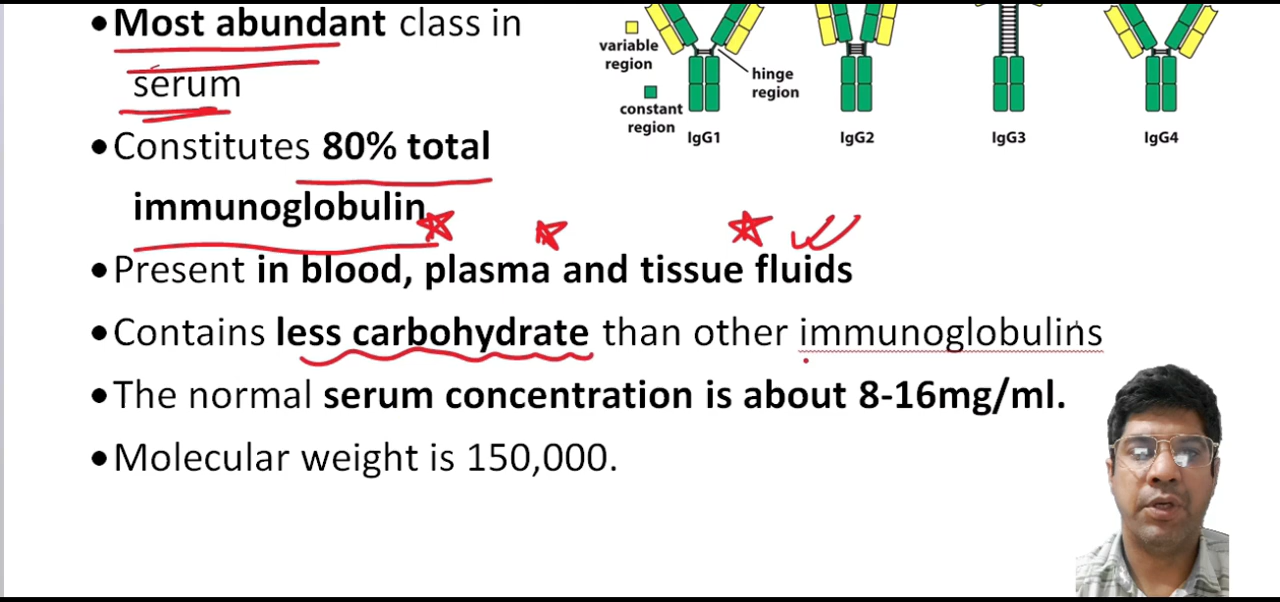 •Most abundant class in
serum
•Constitutes 80% total
immunoglobulin
•Present in blood, plasma and tissue fluids
•Contains less carbohydrate than other immunoglobulins
•The normal serum concentration is about 8-16mg/ml.
•Molecular weight is 150,000.
variable
region
constant
region
hinge
region
IgG1
IgG2
IgG3
IgG4